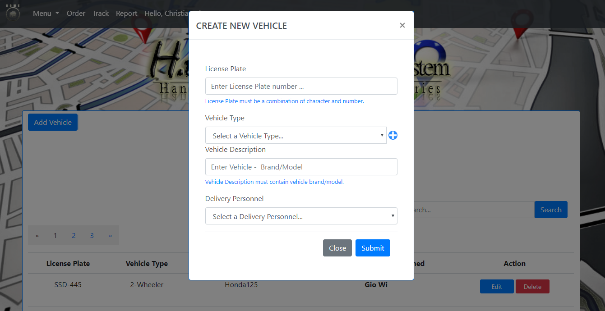 Menu Order Track Report Hello, Christia
CREATE NEW VEHICLE ×
License Plate
Enter License Plate number ...
License Plate must be a combination of character and number.
Add Vehicle
Vehicle Type
Select a Vehicle Type...
Vehicle Description
Enter Vehicle - Brand/Model
Vehicle Description must contain vehicle brand/model.
Delivery Personnel
Select a Delivery Personnel...
ch... Search
« 1 2 3 »
Close Submit
License Plate Vehicle Type ned Action
SSD-445 2-Wheeler Honda125 Gio Wi Edit Delete